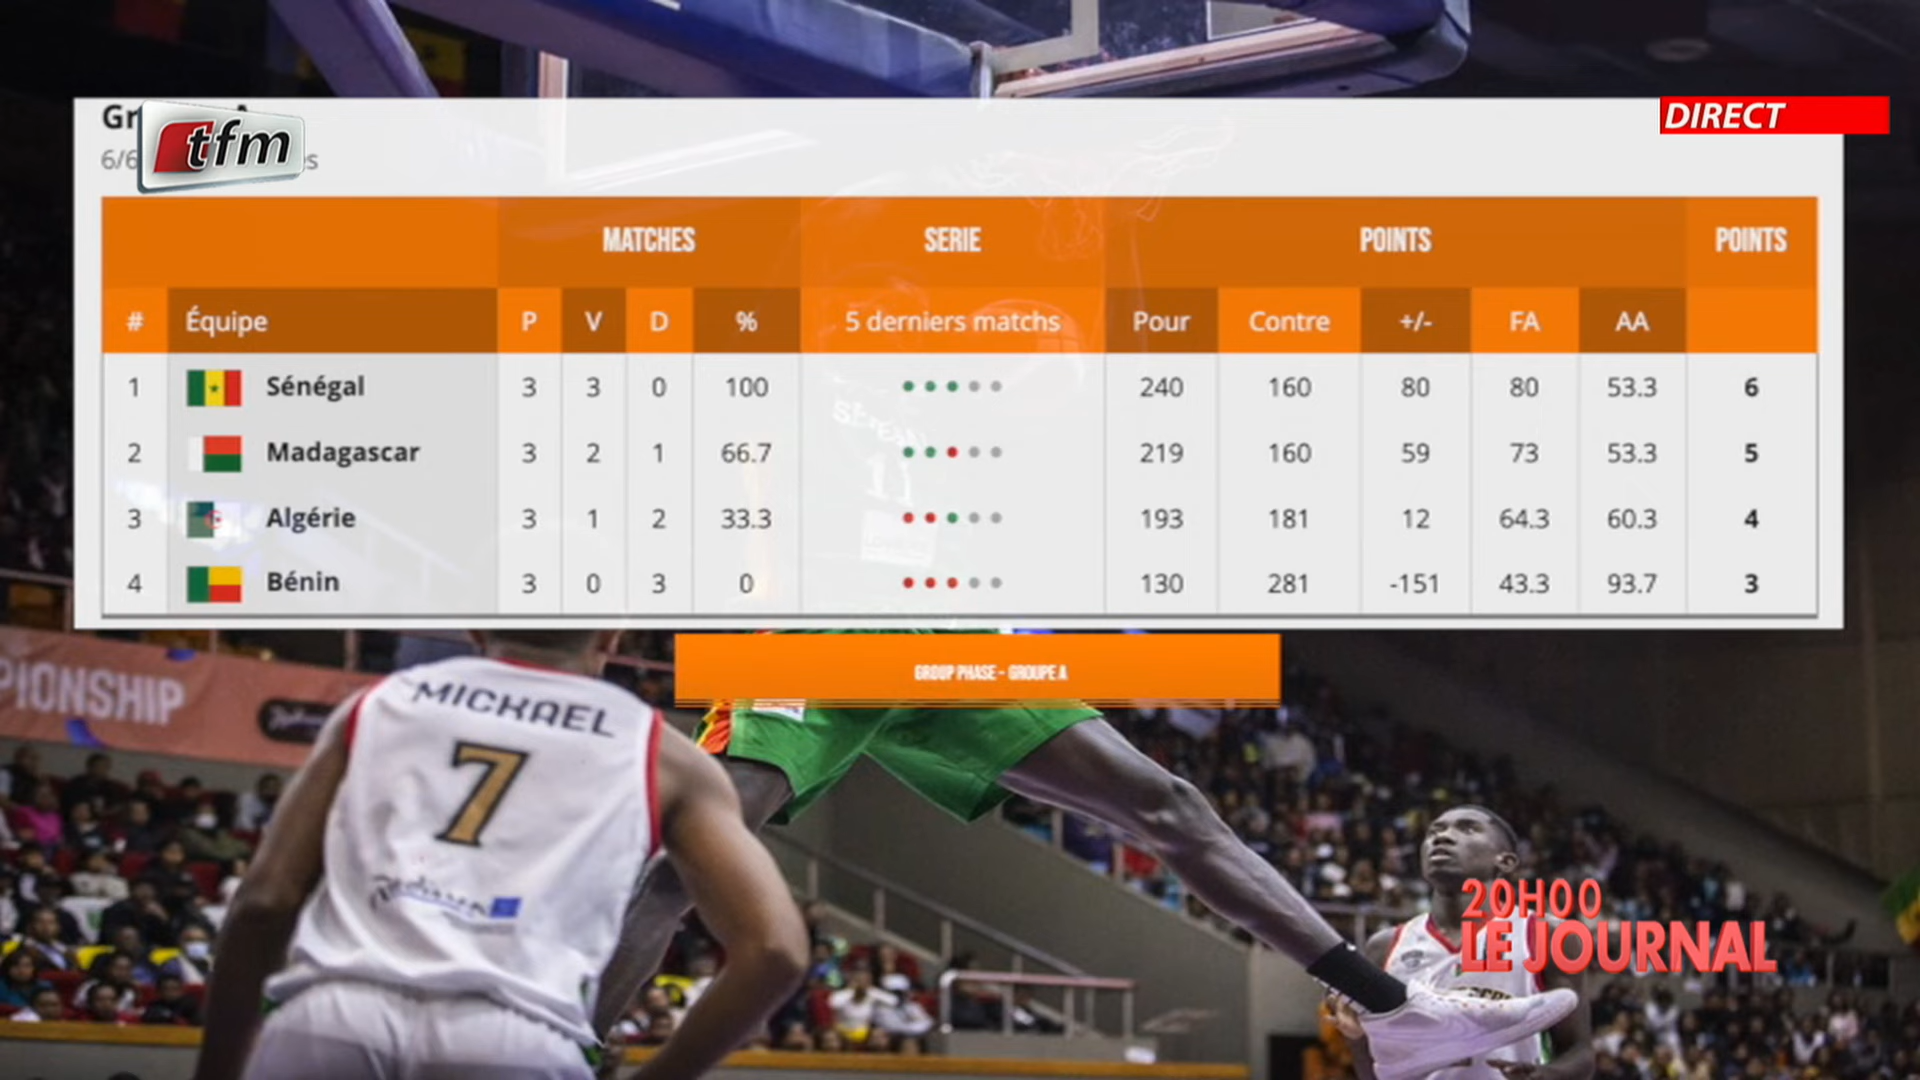 tfm
DIRECT
6/6
MATCHES SERIE POINTS POINTS
# Équipe P V D % 5 derniers matchs Pour Contre +/- FA AA
1 Sénégal 3 3 0 100 240 160 80 80 53.3 6
2 Madagascar 3 2 1 66.7 219 160 59 73 53.3 5
3 Algérie 3 1 2 33.3 193 181 12 64.3 60.3 4
4 Bénin 3 0 3 0 130 281 -151 43.3 93.7 3
GROUP PHASE - GROUPE A
PIONSHIP
MICKAEL
7
11
20H00
LE JOURNAL